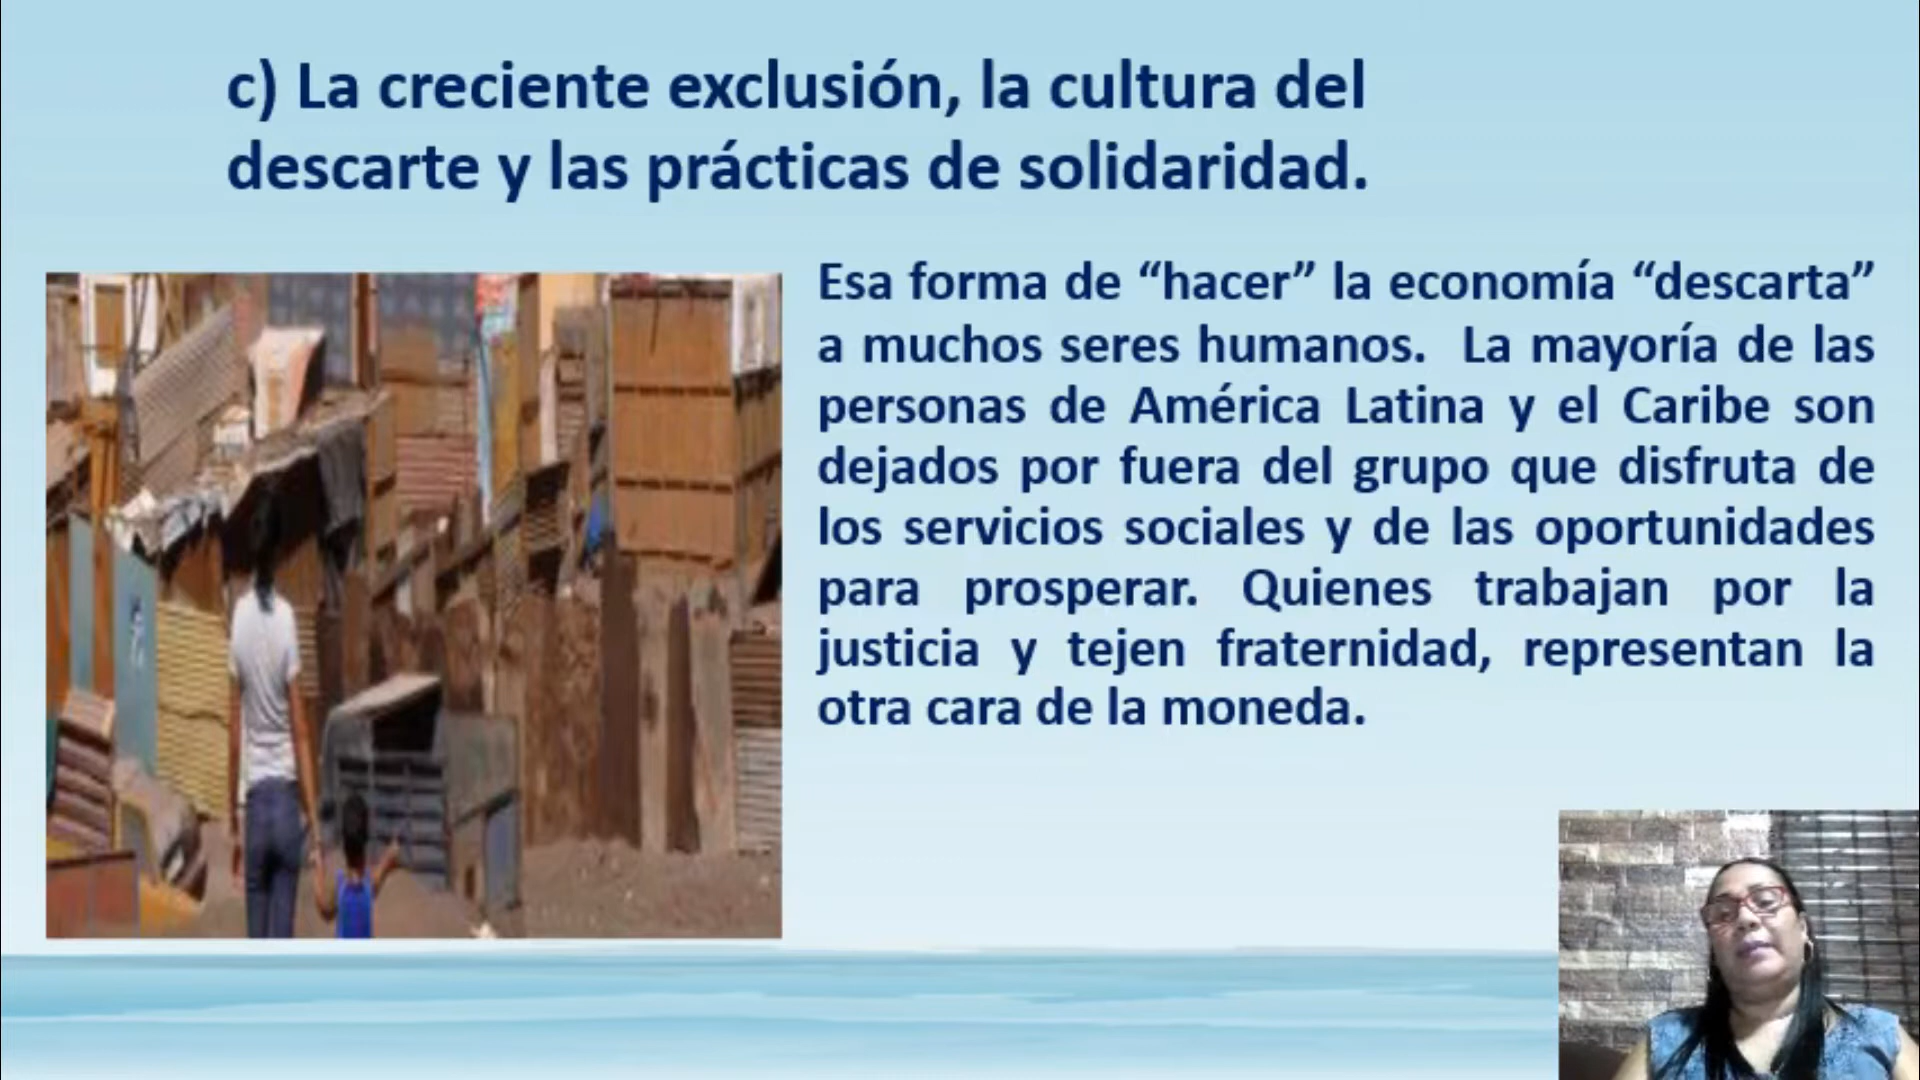 c) La creciente exclusión, la cultura del
descarte y las prácticas de solidaridad.
Esa forma de “hacer” la economía “descarta”
a muchos seres humanos. La mayoría de las
personas de América Latina y el Caribe son
dejados por fuera del grupo que disfruta de
los servicios sociales y de las oportunidades
para prosperar. Quienes trabajan por la
justicia y tejen fraternidad, representan la
otra cara de la moneda.